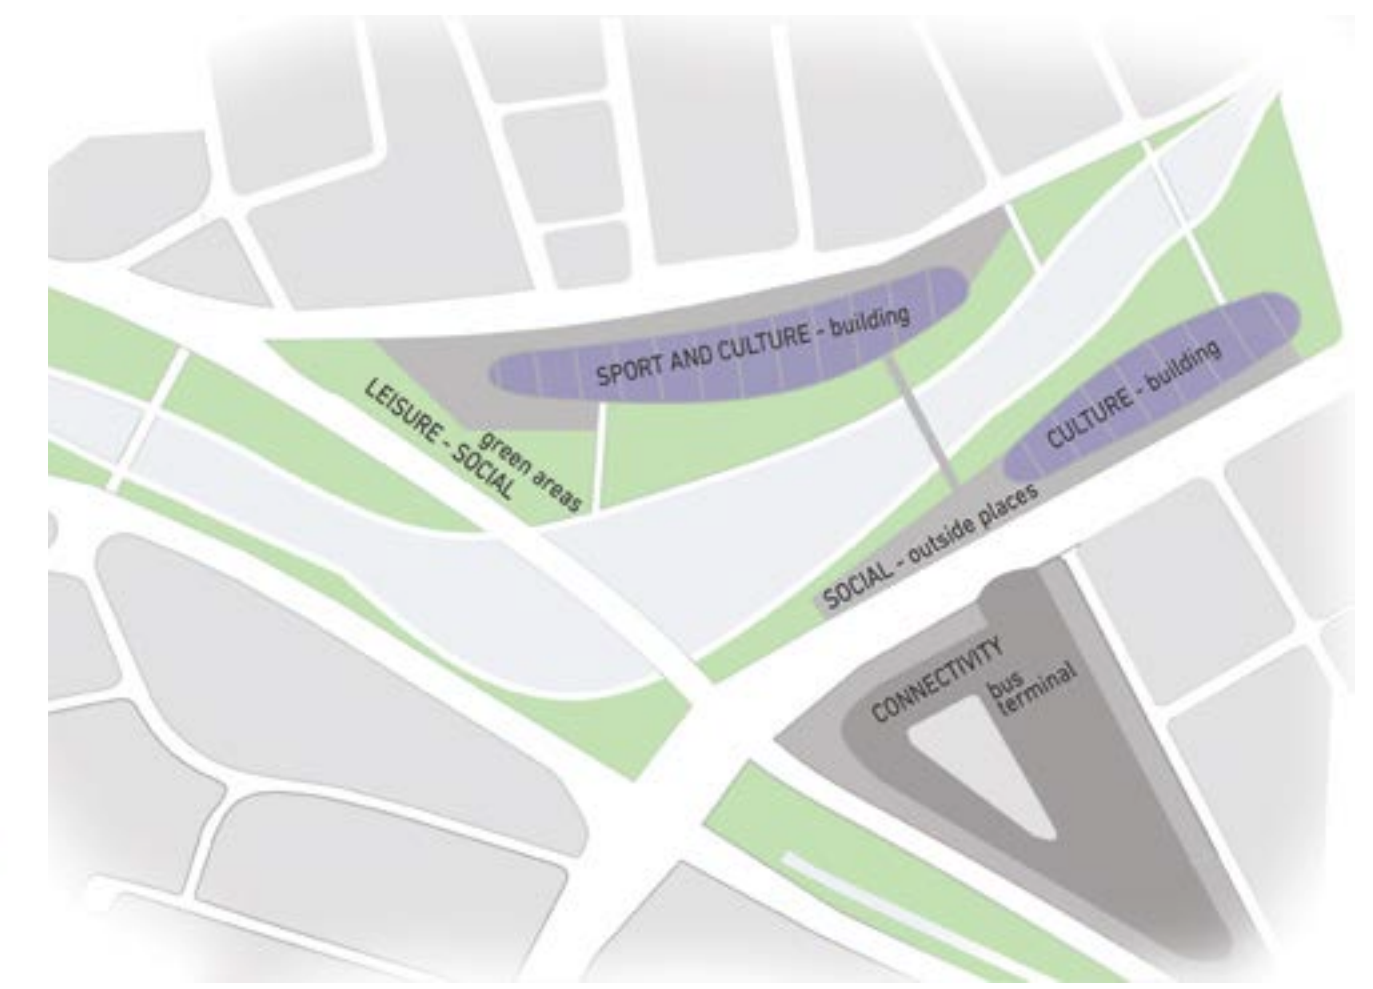 SPORT AND CULTURE - building
CULTURE - building
LEISURE - SOCIAL
green areas
SOCIAL - outside places
CONNECTIVITY
bus
terminal